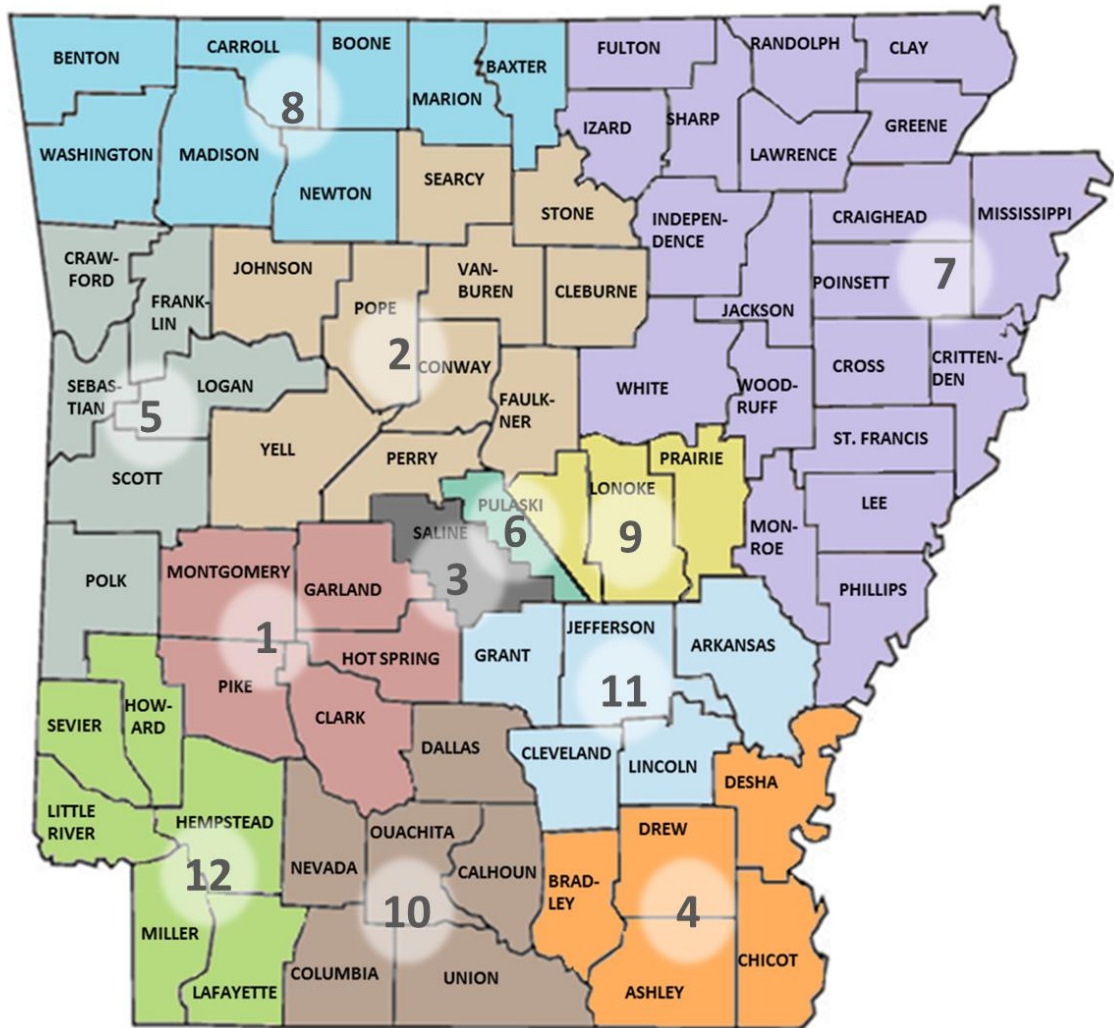 BENTON
CARROLL
BOONE
MARION
BAXTER
FULTON
RANDOLPH
CLAY
8
WASHINGTON
MADISON
NEWTON
SEARCY
STONE
IZARD
SHARP
LAWRENCE
GREENE
INDEPEN-
DENCE
CRAIGHEAD
MISSISSIPPI
CRAW-
FORD
FRANK-
LIN
JOHNSON
POPE
VAN-
BUREN
CLEBURNE
JACKSON
POINSETT
7
2
SEBAS-
TIAN
LOGAN
5
CONWAY
FAULK-
NER
WHITE
WOOD-
RUFF
CROSS
CRITTEN-
DEN
SCOTT
YELL
PERRY
ST. FRANCIS
PULASKI
6
LONOKE
9
PRAIRIE
MON-
ROE
LEE
SALINE
3
POLK
MONTGOMERY
GARLAND
1
HOT SPRING
PHILLIPS
PIKE
CLARK
GRANT
JEFFERSON
11
ARKANSAS
SEVIER
HOW-
ARD
DALLAS
CLEVELAND
LINCOLN
DESHA
LITTLE
RIVER
HEMPSTEAD
12
NEVADA
OUACHITA
CALHOUN
10
BRAD-
LEY
DREW
4
MILLER
LAFAYETTE
COLUMBIA
UNION
ASHLEY
CHICOT